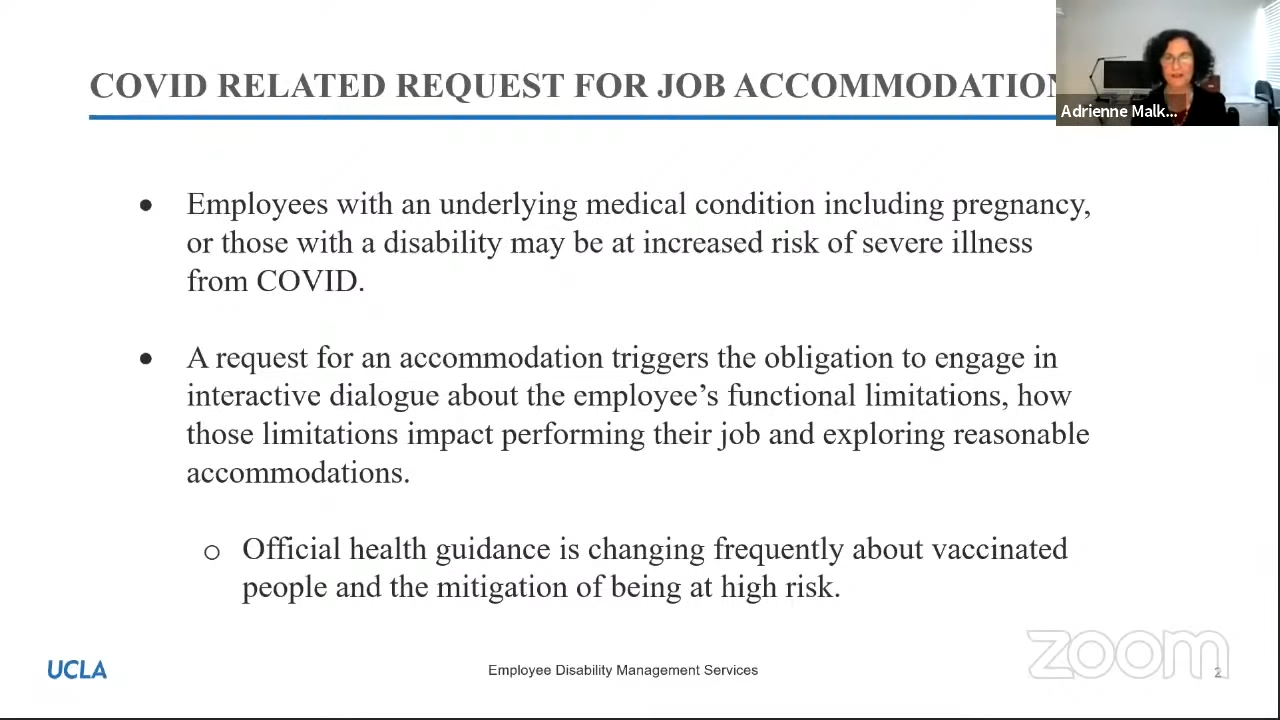 COVID RELATED REQUEST FOR JOB ACCOMMODATION
Adrienne Malk...
• Employees with an underlying medical condition including pregnancy,
or those with a disability may be at increased risk of severe illness
from COVID.
• A request for an accommodation triggers the obligation to engage in
interactive dialogue about the employee’s functional limitations, how
those limitations impact performing their job and exploring reasonable
accommodations.
o Official health guidance is changing frequently about vaccinated
people and the mitigation of being at high risk.
UCLA
Employee Disability Management Services
zoom
2